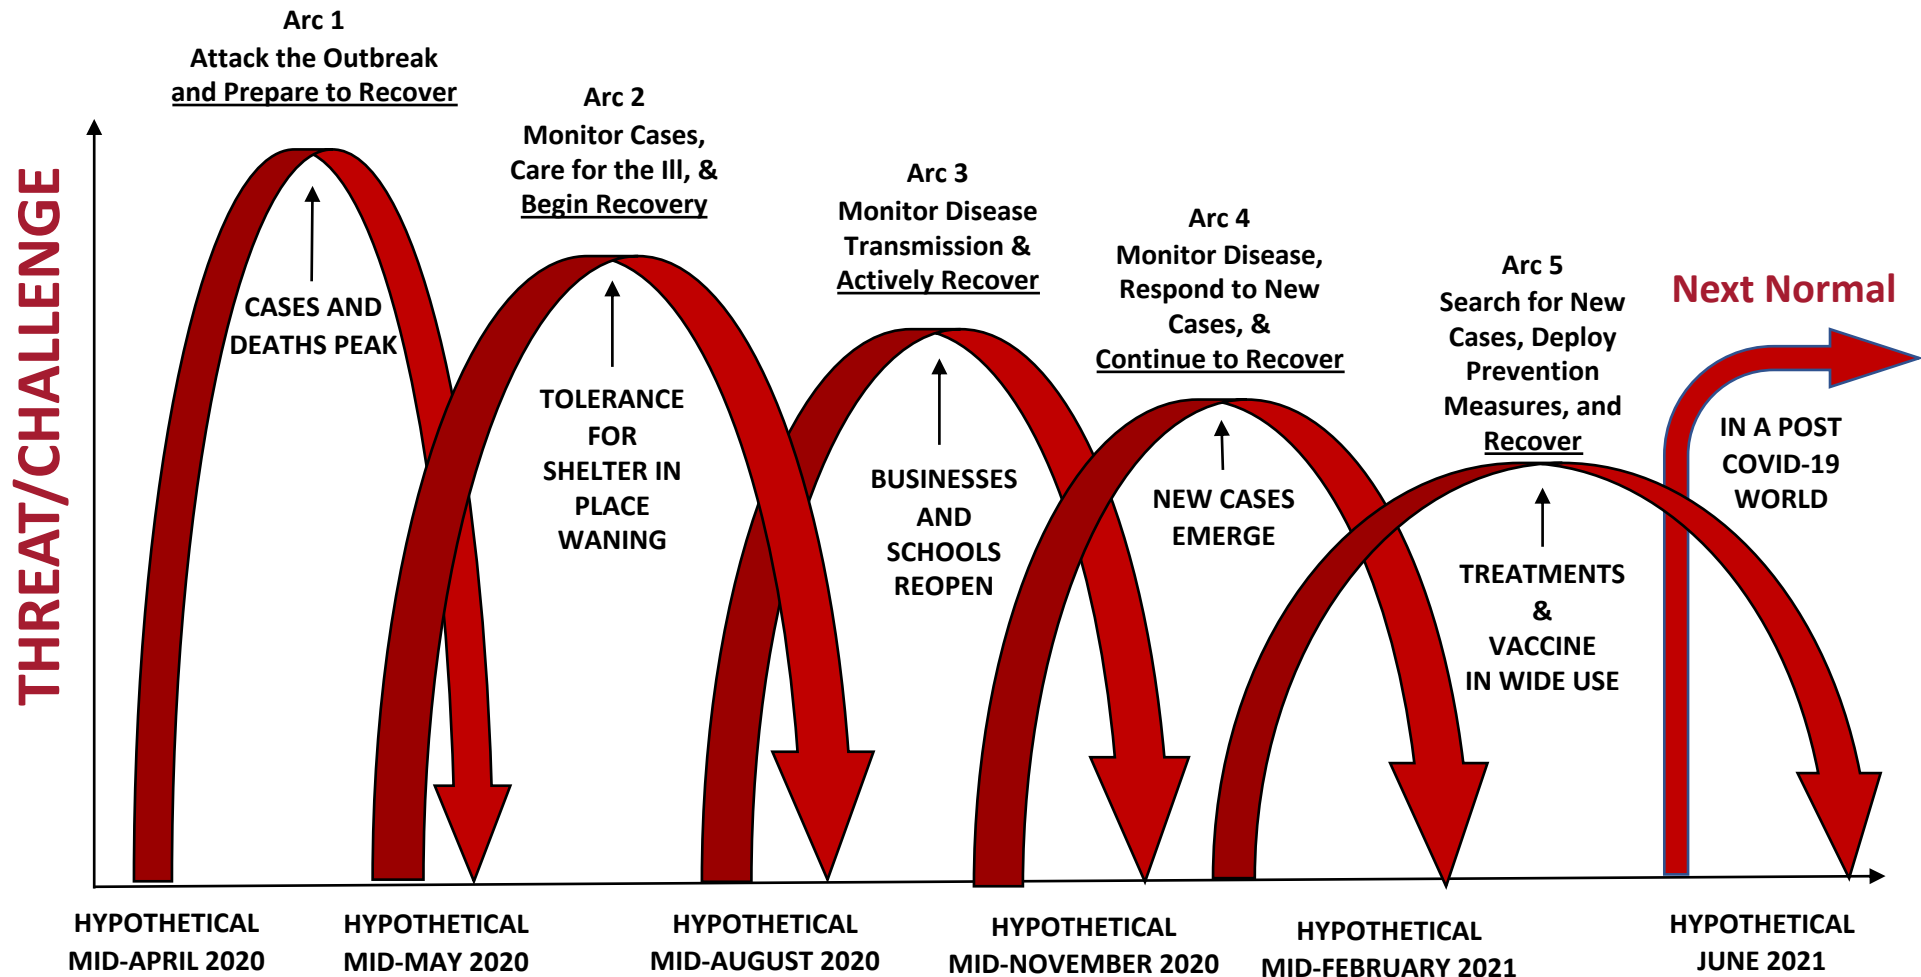 Arc 1
Attack the Outbreak
and Prepare to Recover
Arc 2
Monitor Cases,
Care for the Ill, &
Begin Recovery
Arc 3
Monitor Disease
Transmission &
Actively Recover
Arc 4
Monitor Disease,
Respond to New
Cases, &
Continue to Recover
Arc 5
Search for New
Cases, Deploy
Prevention
Measures, and
Recover
Next Normal
THREAT/CHALLENGE
CASES AND
DEATHS PEAK
TOLERANCE
FOR
SHELTER IN
PLACE
WANING
BUSINESSES
AND
SCHOOLS
REOPEN
NEW CASES
EMERGE
TREATMENTS
&
VACCINE
IN WIDE USE
IN A POST
COVID-19
WORLD
HYPOTHETICAL
MID-APRIL 2020
HYPOTHETICAL
MID-MAY 2020
HYPOTHETICAL
MID-AUGUST 2020
HYPOTHETICAL
MID-NOVEMBER 2020
HYPOTHETICAL
MID-FEBRUARY 2021
HYPOTHETICAL
JUNE 2021